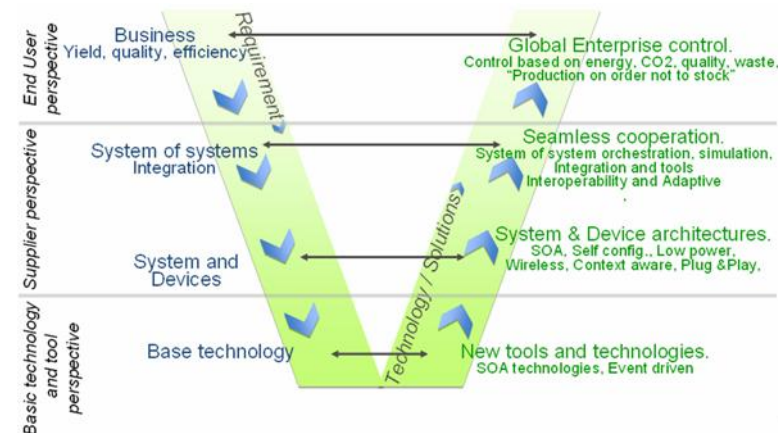 End User
perspective
Business
Yield, quality, efficiency
Requirement
Global Enterprise control.
Control based on energy, CO2, quality, waste,
"Production on order not to stock"
Supplier perspective
System of systems
Integration
Seamless cooperation.
System of system orchestration, simulation,
Integration and tools
Interoperability and Adaptive
.
System and
Devices
Technology / Solutions
System & Device architectures.
SOA, Self config., Low power,
Wireless, Context aware, Plug &Play,
Basic technology
and tool
perspective
Base technology
New tools and technologies.
SOA technologies, Event driven